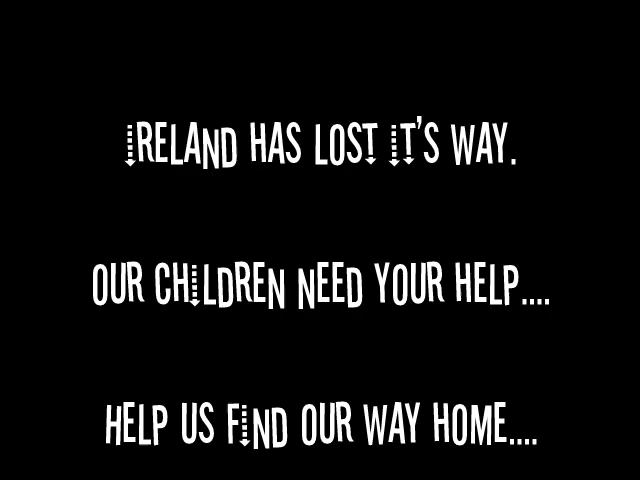 IRELAND HAS LOST IT'S WAY.
OUR CHILDREN NEED YOUR HELP....
HELP US FIND OUR WAY HOME....